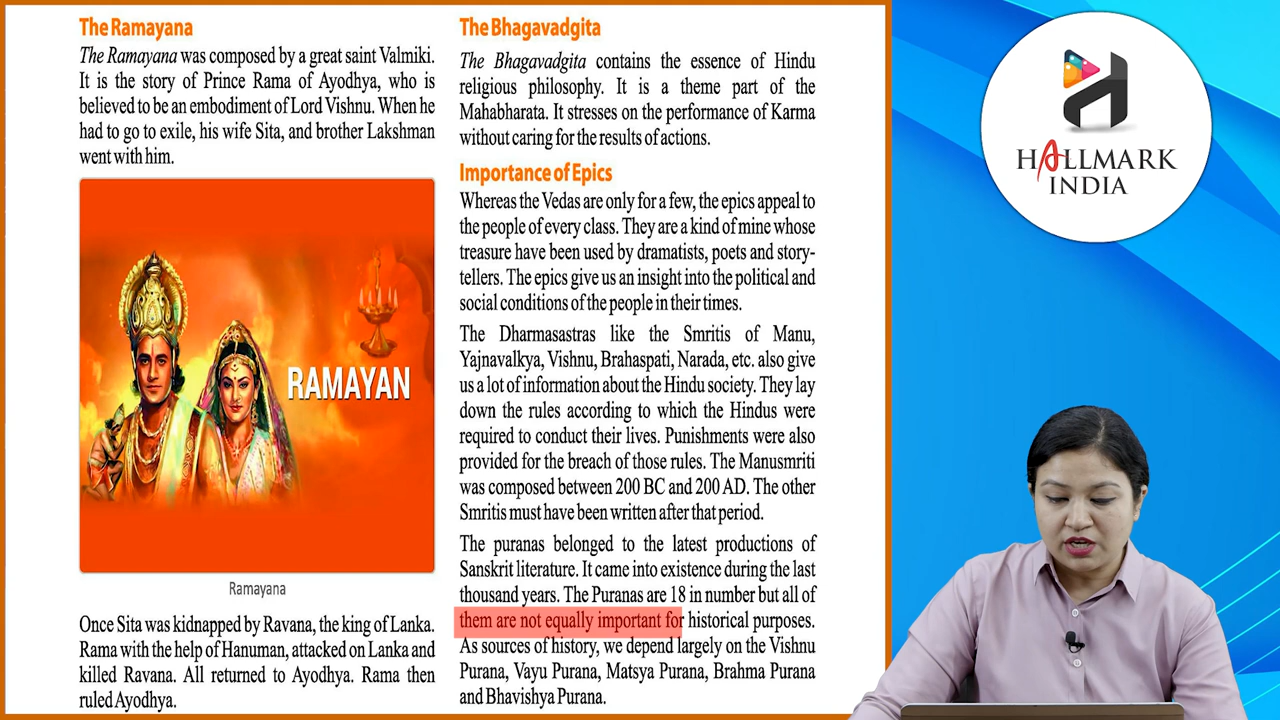 The Ramayana
The Ramayana was composed by a great saint Valmiki.
It is the story of Prince Rama of Ayodhya, who is
believed to be an embodiment of Lord Vishnu. When he
had to go to exile, his wife Sita, and brother Lakshman
went with him.
RAMAYAN
Ramayana
Once Sita was kidnapped by Ravana, the king of Lanka.
Rama with the help of Hanuman, attacked on Lanka and
killed Ravana. All returned to Ayodhya. Rama then
ruled Ayodhya.
The Bhagavadgita
The Bhagavadgita contains the essence of Hindu
religious philosophy. It is a theme part of the
Mahabharata. It stresses on the performance of Karma
without caring for the results of actions.
Importance of Epics
Whereas the Vedas are only for a few, the epics appeal to
the people of every class. They are a kind of mine whose
treasure have been used by dramatists, poets and story-
tellers. The epics give us an insight into the political and
social conditions of the people in their times.
The Dharmasastras like the Smritis of Manu,
Yajnavalkya, Vishnu, Brahaspati, Narada, etc. also give
us a lot of information about the Hindu society. They lay
down the rules according to which the Hindus were
required to conduct their lives. Punishments were also
provided for the breach of those rules. The Manusmriti
was composed between 200 BC and 200 AD. The other
Smritis must have been written after that period.
The puranas belonged to the latest productions of
Sanskrit literature. It came into existence during the last
thousand years. The Puranas are 18 in number but all of
them are not equally important for historical purposes.
As sources of history, we depend largely on the Vishnu
Purana, Vayu Purana, Matsya Purana, Brahma Purana
and Bhavishya Purana.
HALLMARK
INDIA